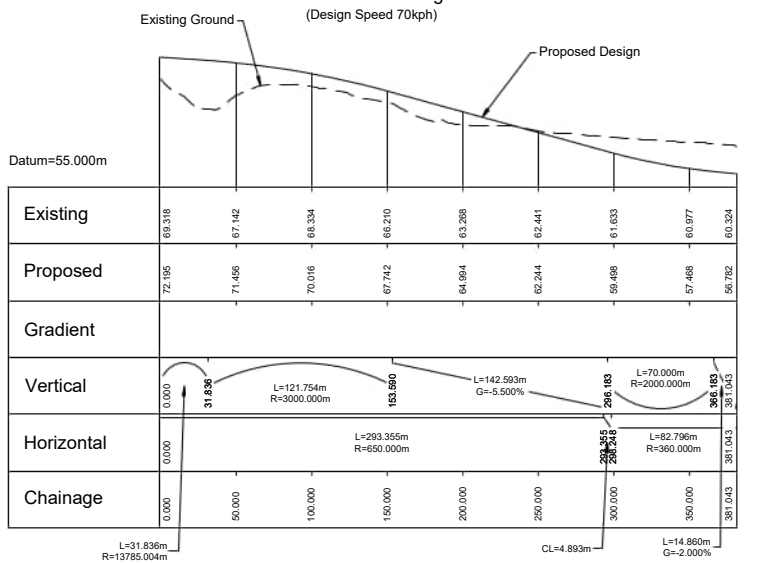 (Design Speed 70kph)
Existing Ground
Proposed Design
Datum=55.000m
Existing
69.318
67.142
68.334
66.210
63.268
62.441
61.633
60.977
60.324
Proposed
72.195
71.456
70.016
67.742
64.994
62.244
59.498
57.468
56.782
Gradient
Vertical
0.000
31.836
L=121.754m
R=3000.000m
153.590
L=142.593m
G=-5.500%
296.183
L=70.000m
R=2000.000m
366.183
381.043
Horizontal
0.000
L=293.355m
R=650.000m
293.355
298.248
L=82.796m
R=360.000m
381.043
Chainage
0.000
50.000
100.000
150.000
200.000
250.000
300.000
350.000
381.043
L=31.836m
R=13785.004m
CL=4.893m
L=14.860m
G=-2.000%